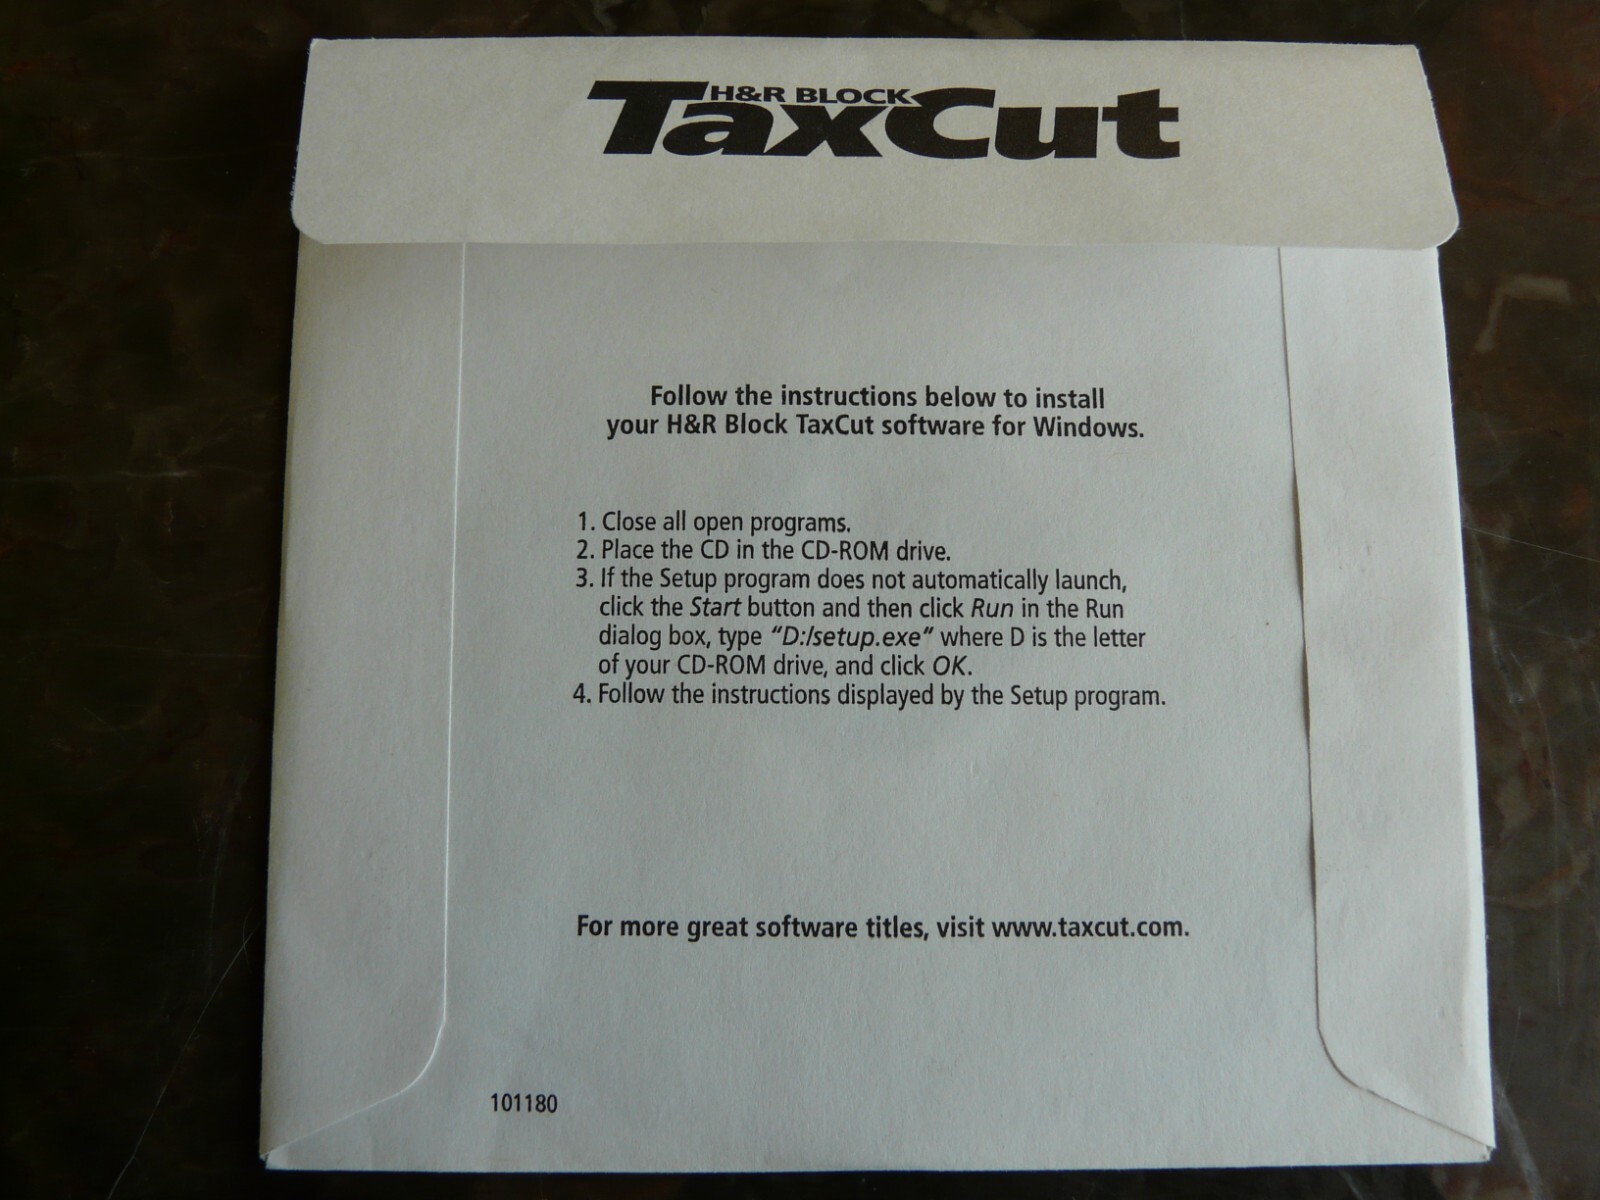 H&R BLOCK
TaxCut
Follow the instructions below to install
your H&R Block TaxCut software for Windows.
1. Close all open programs.
2. Place the CD in the CD-ROM drive.
3. If the Setup program does not automatically launch,
click the Start button and then click Run in the Run
dialog box, type "D:/setup.exe" where D is the letter
of your CD-ROM drive, and click OK.
4. Follow the instructions displayed by the Setup program.
For more great software titles, visit www.taxcut.com.
101180